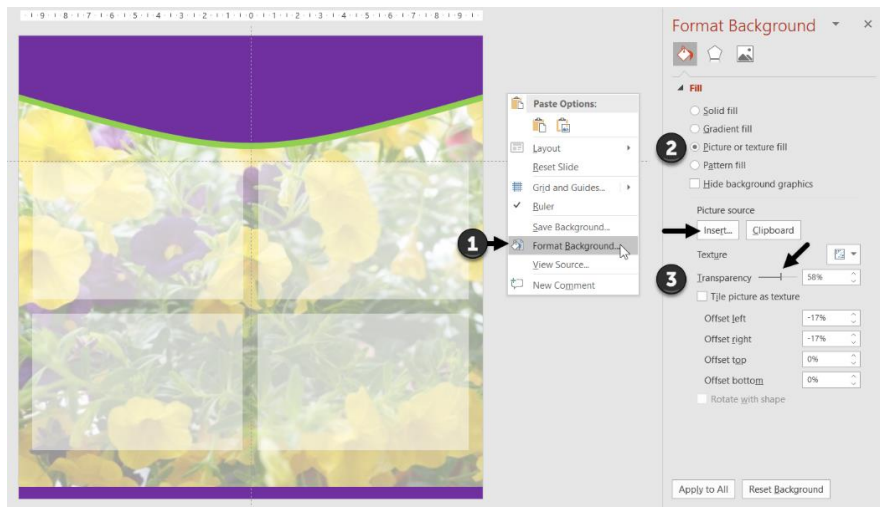 9 8 7 6 5 4 3 2 1 0 1 2 3 4 5 6 7 8 9
Paste Options:
Layout
Reset Slide
Grid and Guides...
Ruler
Save Background...
1
Format Background...
View Source...
New Comment
Format Background
Fill
Solid fill
Gradient fill
2
Picture or texture fill
Pattern fill
Hide background graphics
Picture source
Insert... Clipboard
Texture
3
Transparency 58%
Tile picture as texture
Offset left -17%
Offset right -17%
Offset top 0%
Offset bottom 0%
Rotate with shape
Apply to All Reset Background